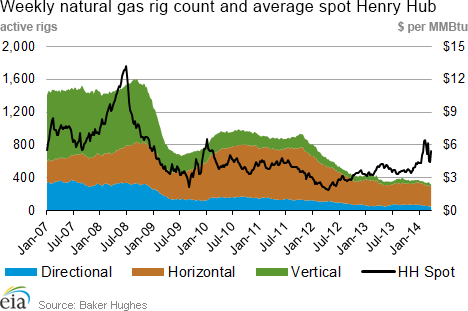 Weekly natural gas rig count and average spot Henry Hub
active rigs $ per MMBtu
2,000 $15
1,600 $12
1,200 $9
800 $6
400 $3
0 $0
Jan-07 Jul-07 Jan-08 Jul-08 Jan-09 Jul-09 Jan-10 Jul-10 Jan-11 Jul-11 Jan-12 Jul-12 Jan-13 Jul-13 Jan-14
Directional Horizontal Vertical HH Spot
eia Source: Baker Hughes